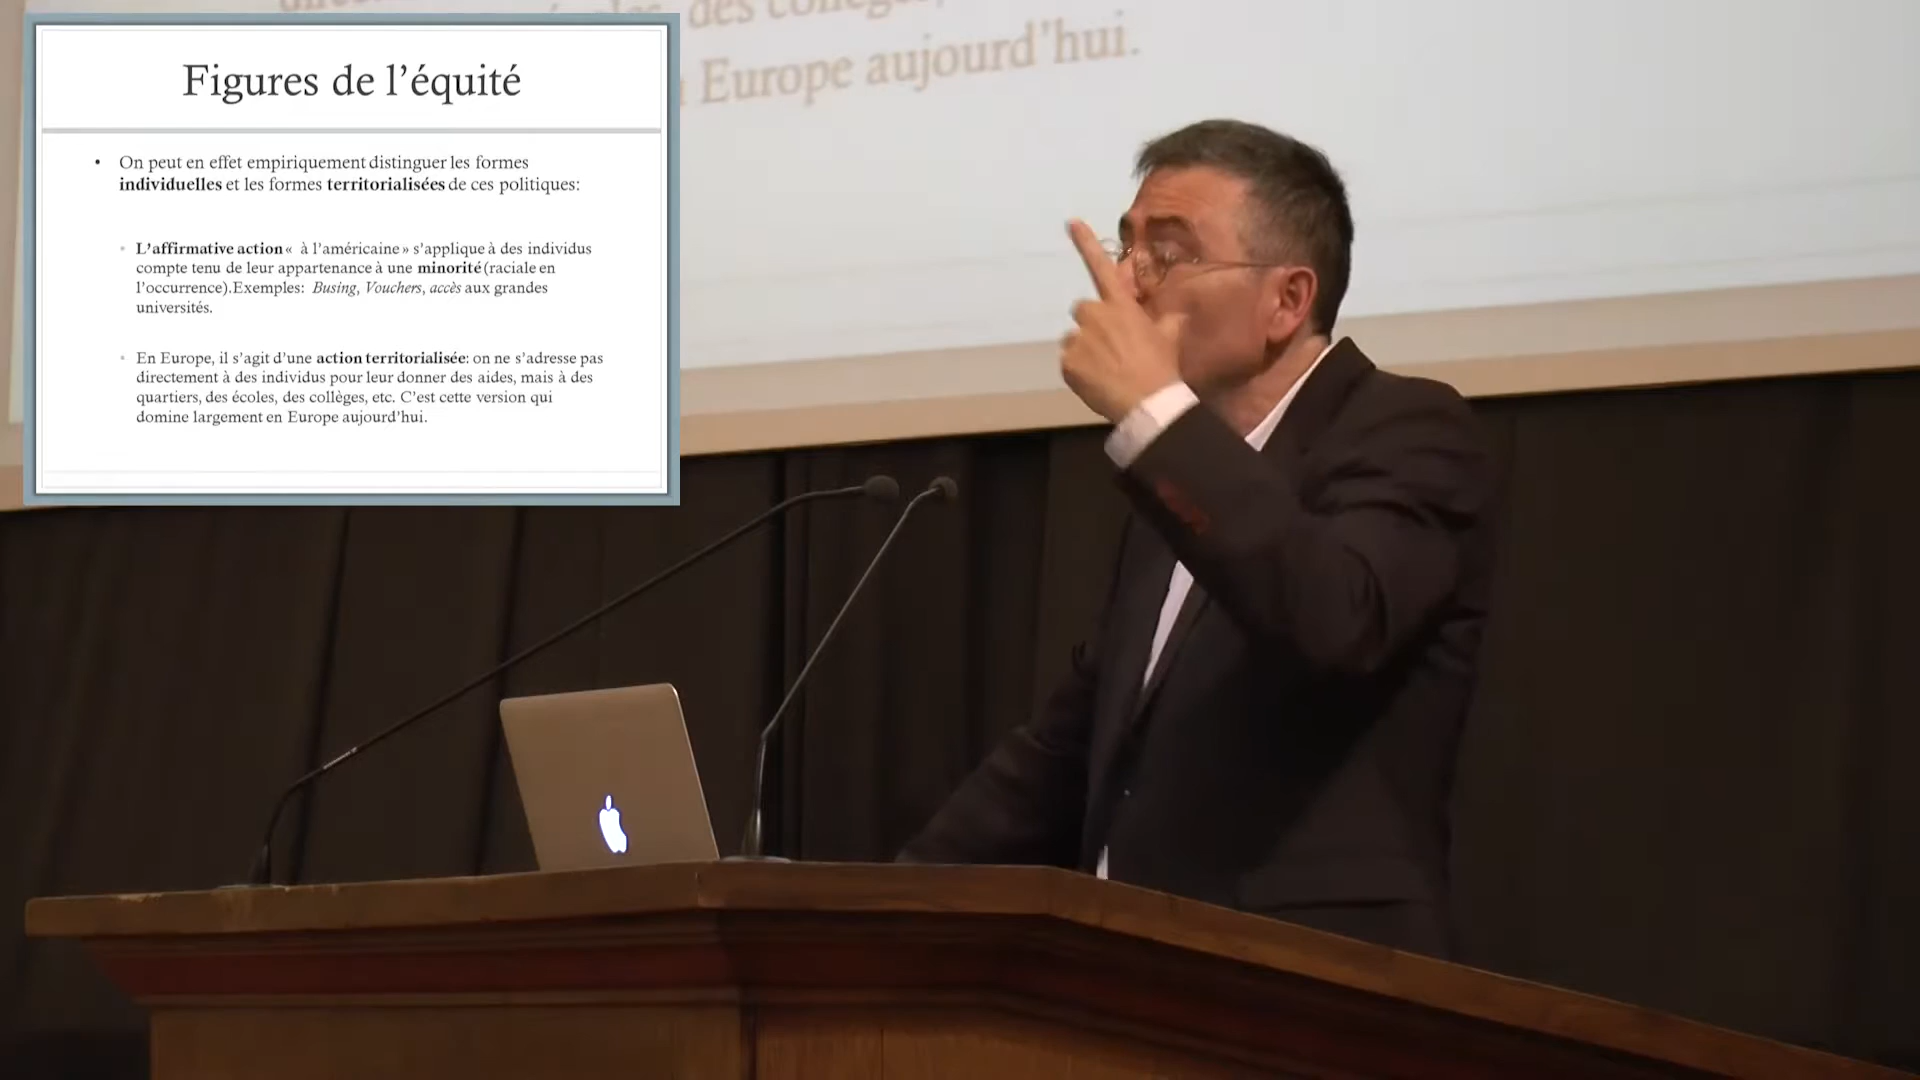 des collèges,
Europe aujourd'hui.
Figures de l'équité
• On peut en effet empiriquement distinguer les formes
individuelles et les formes territorialisées de ces politiques:
• L'affirmative action « à l'américaine » s'applique à des individus
compte tenu de leur appartenance à une minorité (raciale en
l'occurrence).Exemples: Busing, Vouchers, accès aux grandes
universités.
• En Europe, il s'agit d'une action territorialisée: on ne s'adresse pas
directement à des individus pour leur donner des aides, mais à des
quartiers, des écoles, des collèges, etc. C'est cette version qui
domine largement en Europe aujourd'hui.